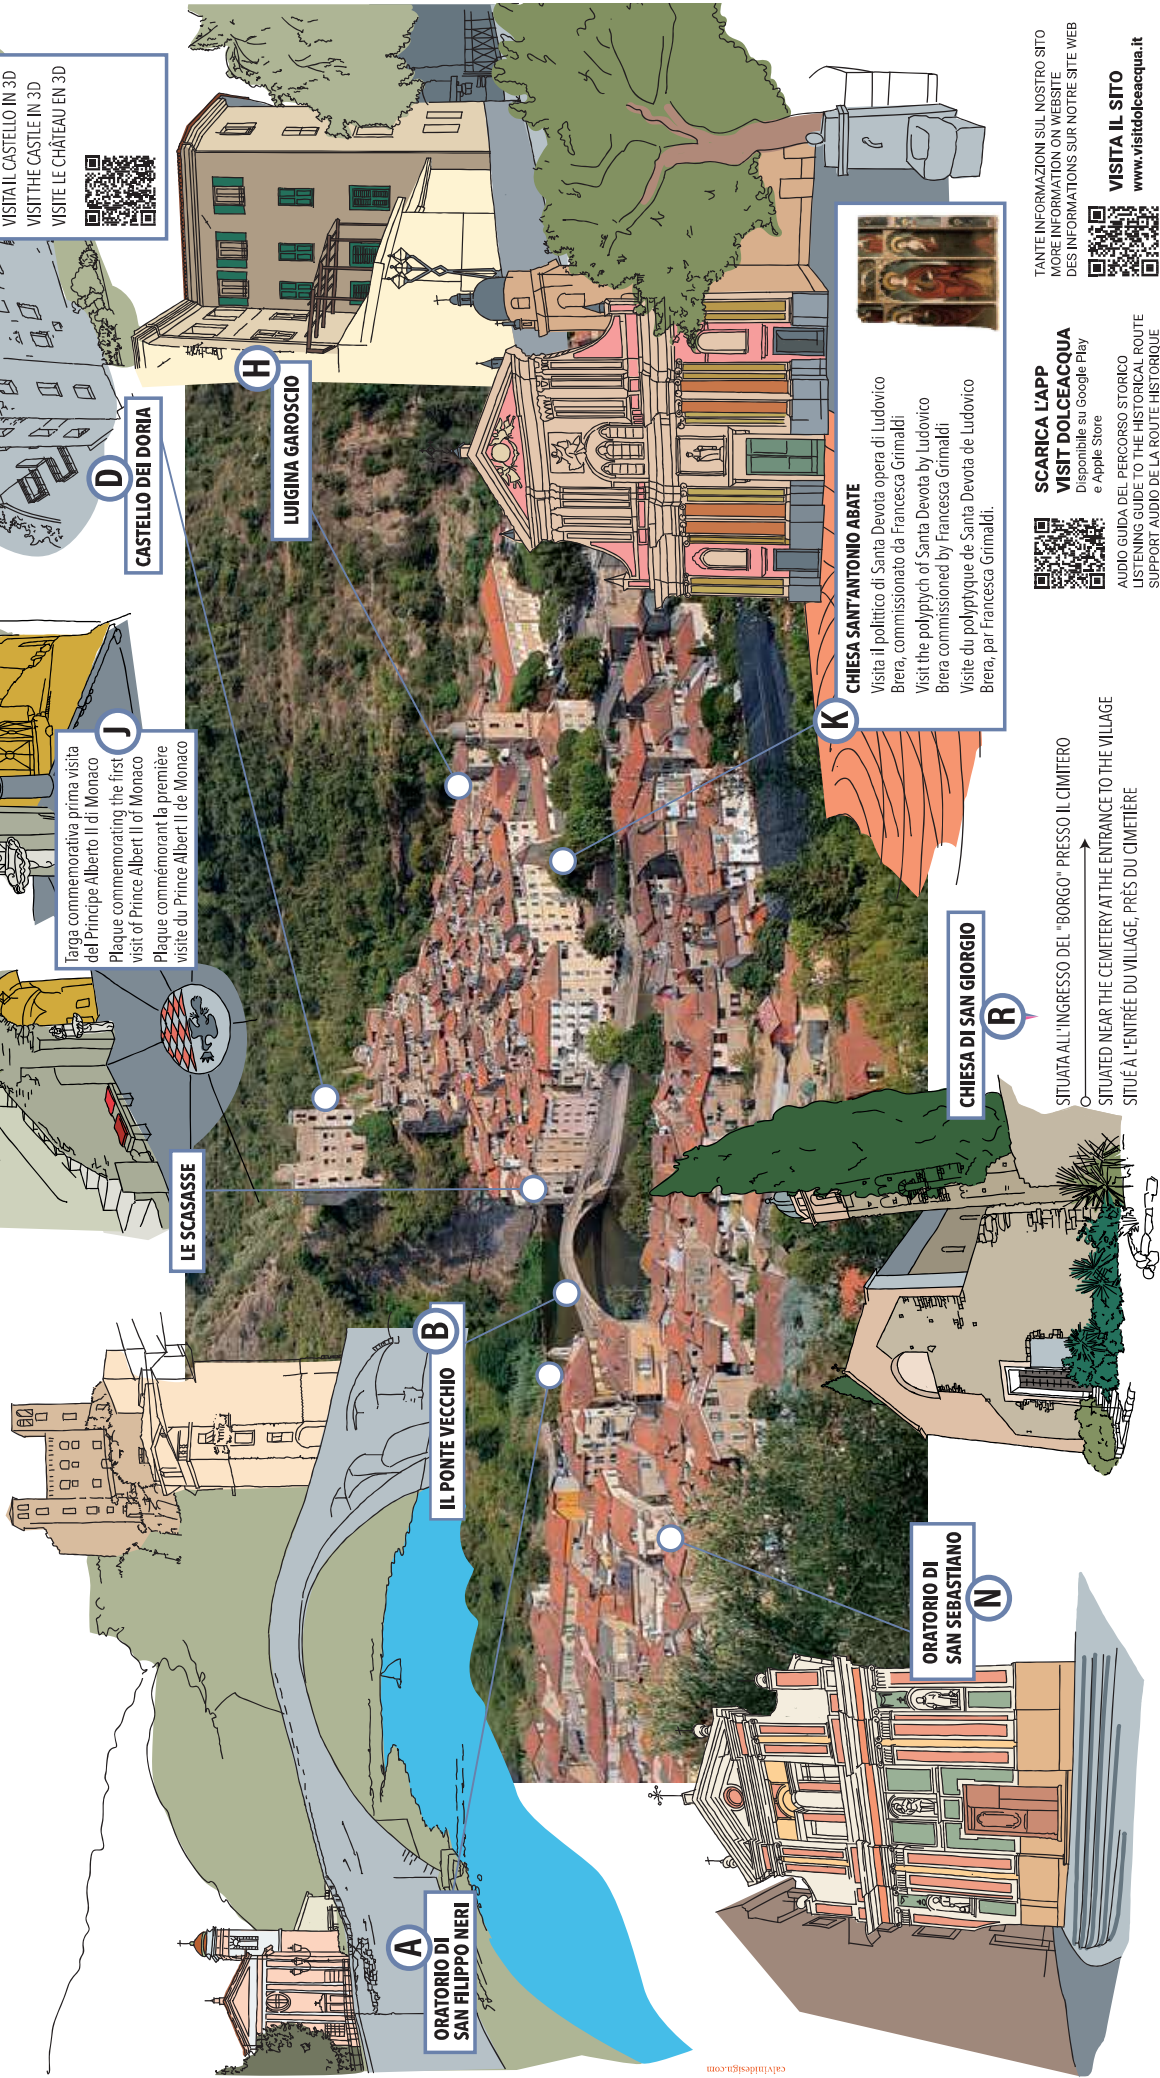 VISITA IL CASTELLO IN 3D
VISIT THE CASTLE IN 3D
VISITE LE CHÂTEAU EN 3D
D
CASTELLO DEI DORIA
H
LUIGINA GAROSCIO
J
Targa commemorativa prima visita
del Principe Alberto II di Monaco
Plaque commemorating the first
visit of Prince Albert II of Monaco
Plaque commémorant la première
visite du Prince Albert II de Monaco
LE SCASASSE
B
IL PONTE VECCHIO
A
ORATORIO DI
SAN FILIPPO NERI
K
CHIESA SANT'ANTONIO ABATE
Visita il polittico di Santa Devota opera di Ludovico
Brera, commissionato da Francesca Grimaldi
Visit the polyptych of Santa Devota by Ludovico
Brera commissioned by Francesca Grimaldi
Visite du polyptyque de Santa Devota de Ludovico
Brera, par Francesca Grimaldi.
ORATORIO DI
SAN SEBASTIANO
N
CHIESA DI SAN GIORGIO
R
SITUATA ALL'INGRESSO DEL "BORGO" PRESSO IL CIMITERO
SITUATED NEAR THE CEMETERY AT THE ENTRANCE TO THE VILLAGE
SITUÉ À L'ENTRÉE DU VILLAGE, PRÈS DU CIMETIÈRE
SCARICA L'APP
VISIT DOLCEACQUA
Disponibile su Google Play
e Apple Store
AUDIO GUIDA DEL PERCORSO STORICO
LISTENING GUIDE TO THE HISTORICAL ROUTE
SUPPORT AUDIO DE LA ROUTE HISTORIQUE
TANTE INFORMAZIONI SUL NOSTRO SITO
MORE INFORMATION ON WEBSITE
DES INFORMATIONS SUR NOTRE SITE WEB
VISITA IL SITO
www.visitdolceacqua.it
calvinidesign.com